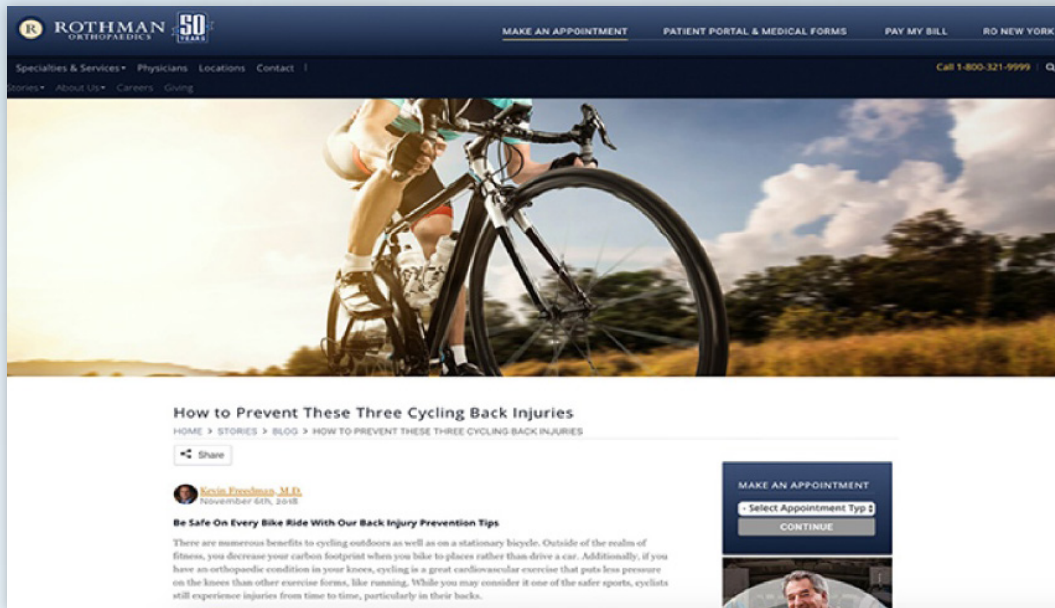 R ROTHMAN
ORTHOPAEDICS
50
YEARS
MAKE AN APPOINTMENT PATIENT PORTAL & MEDICAL FORMS PAY MY BILL RO NEW YORK
Specialties & Services Physicians Locations Contact
Call 1-800-321-9999
Stories About Us Careers Giving
How to Prevent These Three Cycling Back Injuries
HOME > STORIES > BLOG > HOW TO PREVENT THESE THREE CYCLING BACK INJURIES
Share
Kevin Freedman, M.D.
November 6th, 2018
Be Safe On Every Bike Ride With Our Back Injury Prevention Tips
There are numerous benefits to cycling outdoors as well as on a stationary bicycle. Outside of the realm of
fitness, you decrease your carbon footprint when you bike to places rather than drive a car. Additionally, if you
have an orthopaedic condition in your knees, cycling is a great cardiovascular exercise that puts less pressure
on the knees than other exercise forms, like running. While you may consider it one of the safer sports, cyclists
still experience injuries from time to time, particularly in their backs.
MAKE AN APPOINTMENT
- Select Appointment Typ
CONTINUE